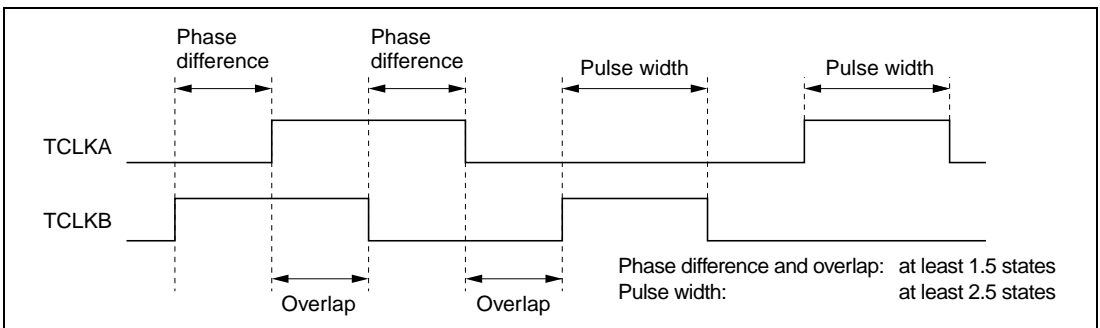 Phase
difference
Phase
difference
Pulse width
Pulse width
TCLKA
TCLKB
Overlap
Overlap
Phase difference and overlap: at least 1.5 states
Pulse width: at least 2.5 states